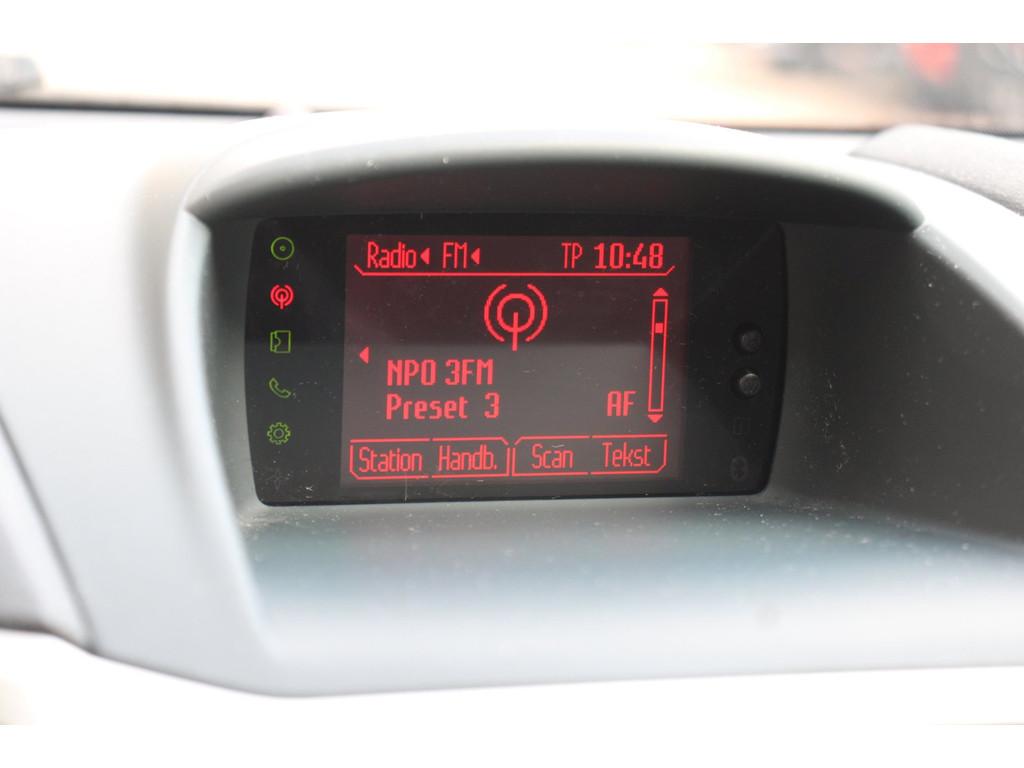 Radio FM TP 10:48
NPO 3FM
Preset 3 AF
Station Handb. Scan Tekst